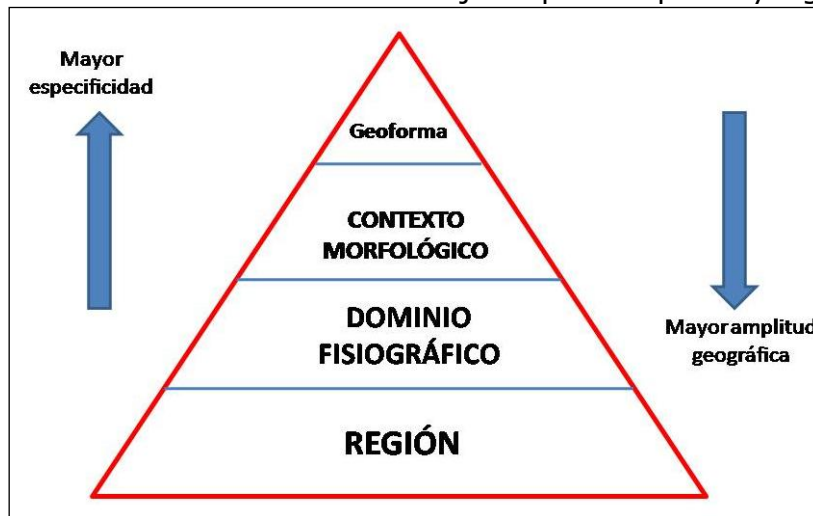 Mayor
especificidad
Geoforma
CONTEXTO
MORFOLÓGICO
DOMINIO
FISIOGRÁFICO
REGIÓN
Mayor amplitud
geográfica